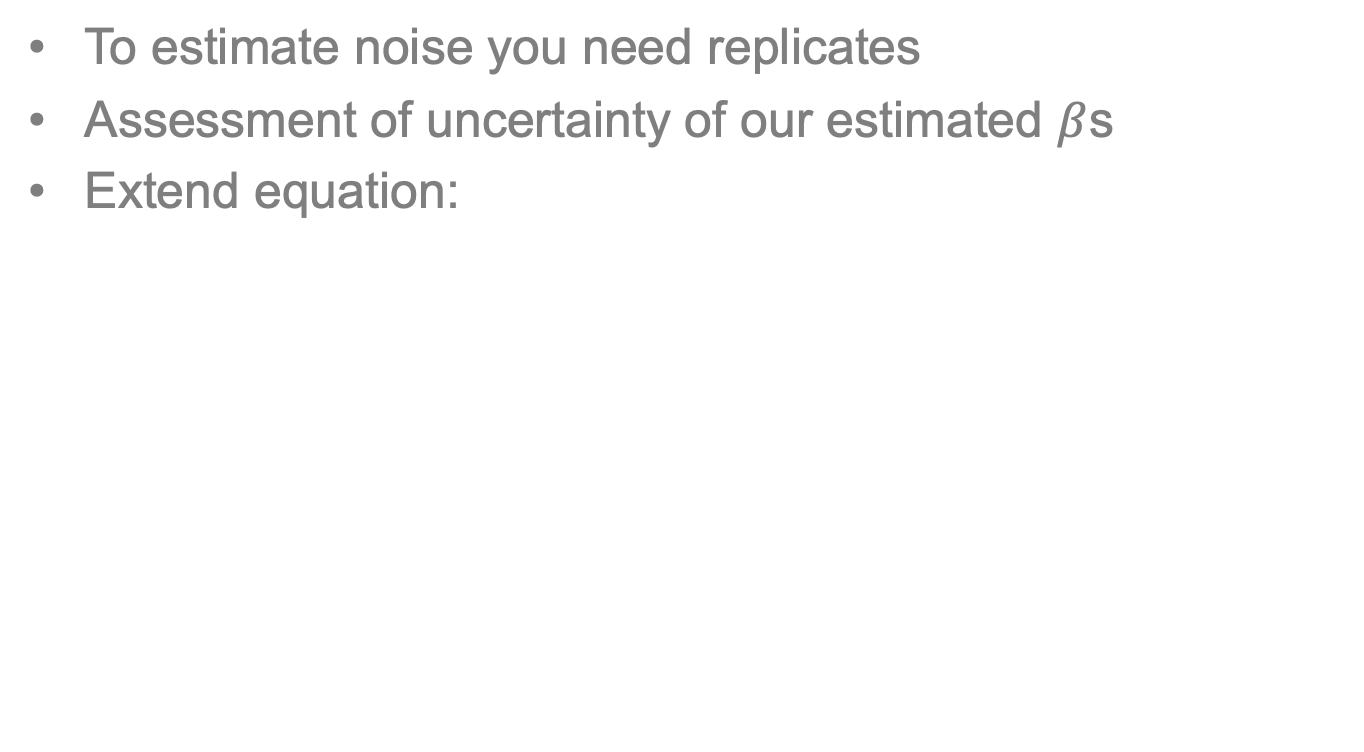 • To estimate noise you need replicates
• Assessment of uncertainty of our estimated 𝛽s
• Extend equation: